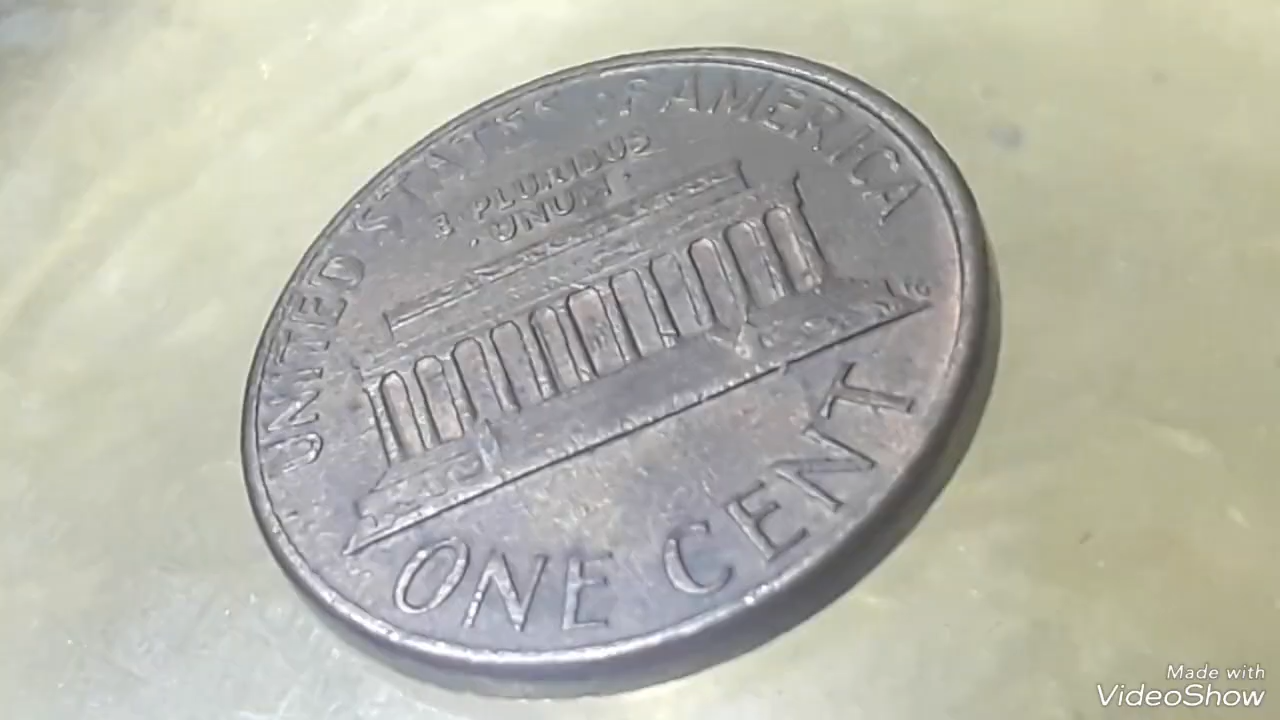 UNITED STATES OF AMERICA
E·PLURIBUS
·UNUM·
ONE CENT
Made with
VideoShow